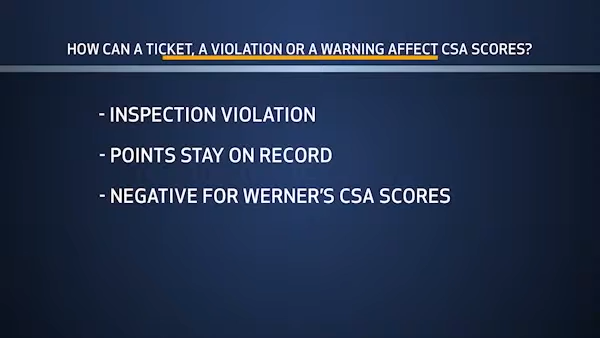 HOW CAN A TICKET, A VIOLATION OR A WARNING AFFECT CSA SCORES?
- INSPECTION VIOLATION
- POINTS STAY ON RECORD
- NEGATIVE FOR WERNER'S CSA SCORES